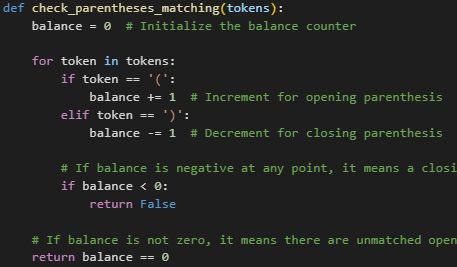 def check_parentheses_matching(tokens):
    balance = 0  # Initialize the balance counter
    for token in tokens:
        if token == '(':
            balance += 1  # Increment for opening parenthesis
        elif token == ')':
            balance -= 1  # Decrement for closing parenthesis
        # If balance is negative at any point, it means a closi
        if balance < 0:
            return False
    # If balance is not zero, it means there are unmatched open
    return balance == 0